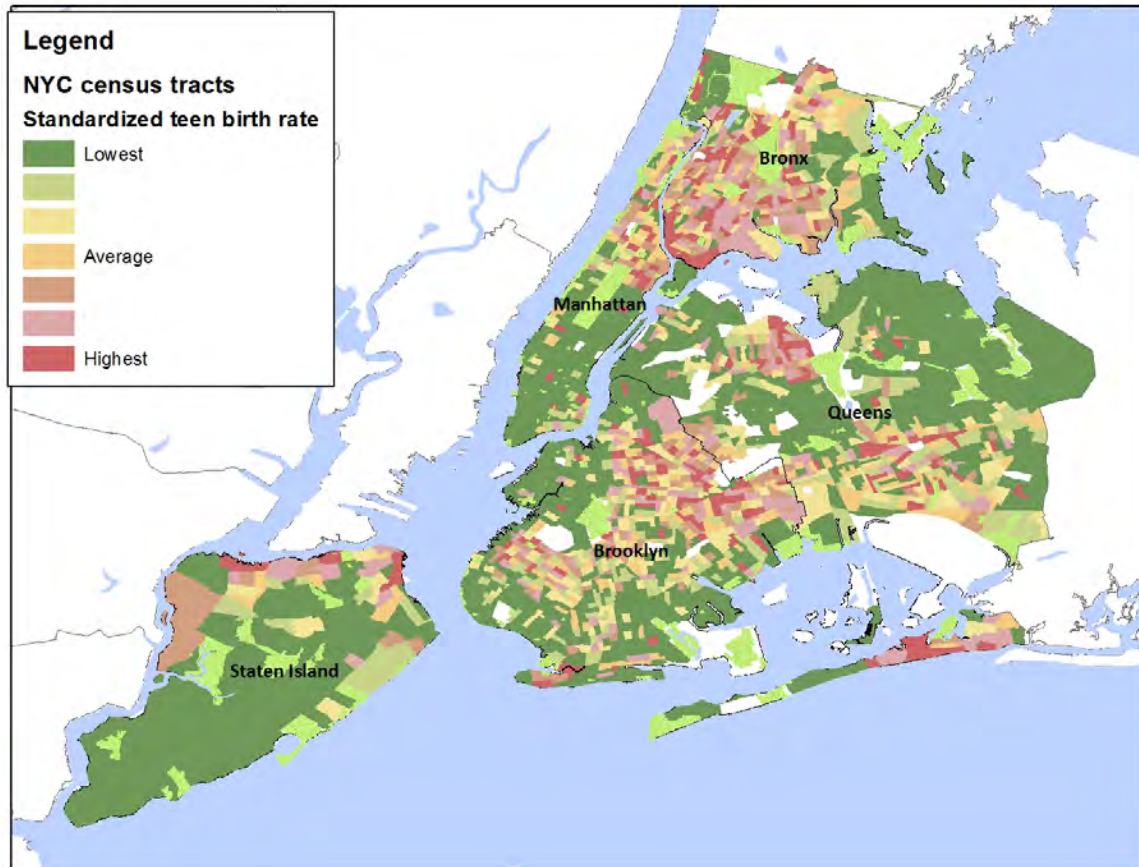 Legend
NYC census tracts
Standardized teen birth rate
Lowest
Average
Highest
Bronx
Manhattan
Queens
Brooklyn
Staten Island